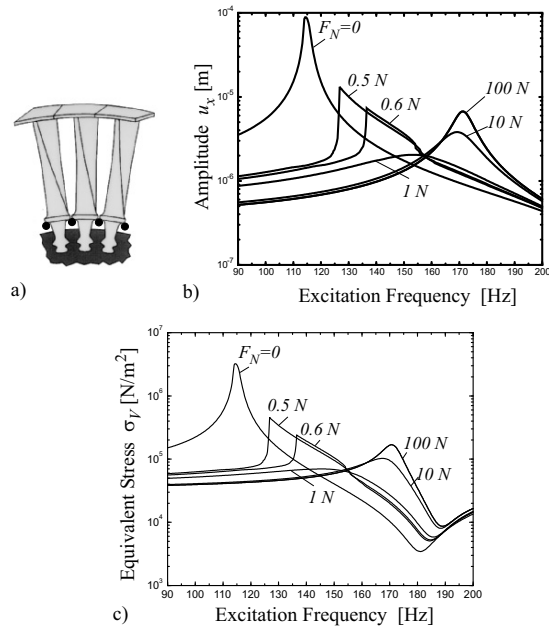 a)
b)
Amplitude u_x [m]
10^-4
10^-5
10^-6
10^-7
F_N=0
0.5 N
0.6 N
1 N
100 N
10 N
90 100 110 120 130 140 150 160 170 180 190 200
Excitation Frequency [Hz]
c)
Equivalent Stress σ_V [N/m²]
10^7
10^6
10^5
10^4
10^3
F_N=0
0.5 N
0.6 N
1 N
100 N
10 N
90 100 110 120 130 140 150 160 170 180 190 200
Excitation Frequency [Hz]